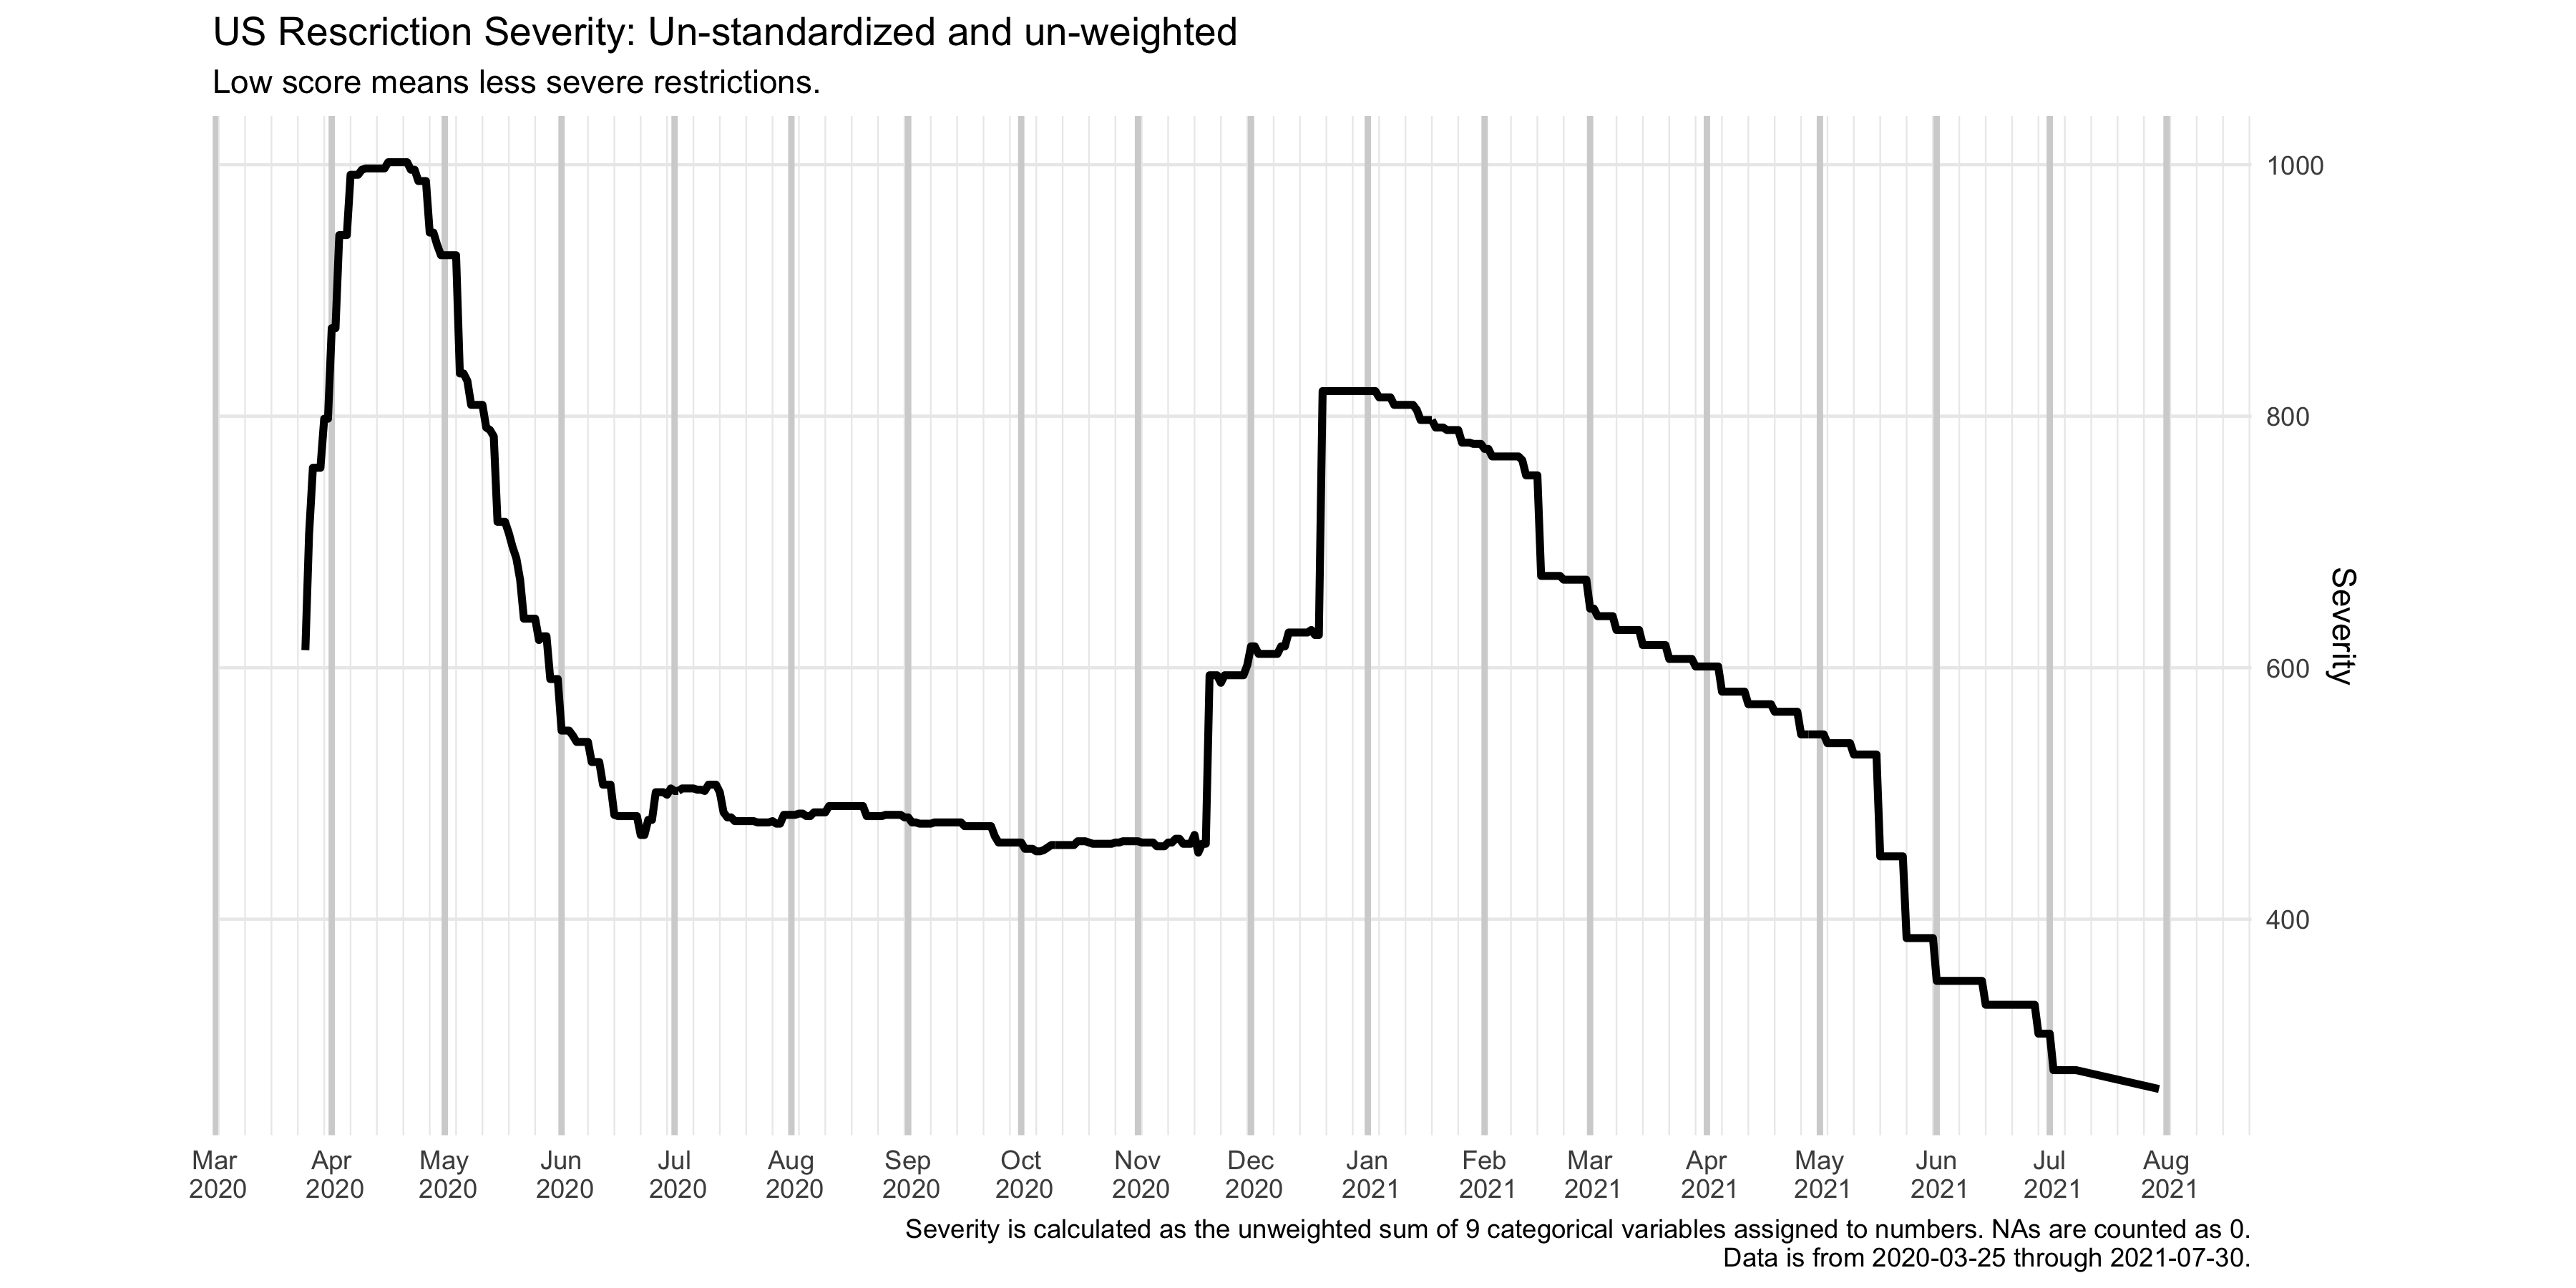 US Rescriction Severity: Un-standardized and un-weighted
Low score means less severe restrictions.
1000
800
600
400
Severity
Mar Apr May Jun Jul Aug Sep Oct Nov Dec Jan Feb Mar Apr May Jun Jul Aug
2020 2020 2020 2020 2020 2020 2020 2020 2020 2020 2021 2021 2021 2021 2021 2021 2021 2021
Severity is calculated as the unweighted sum of 9 categorical variables assigned to numbers. NAs are counted as 0.
Data is from 2020-03-25 through 2021-07-30.